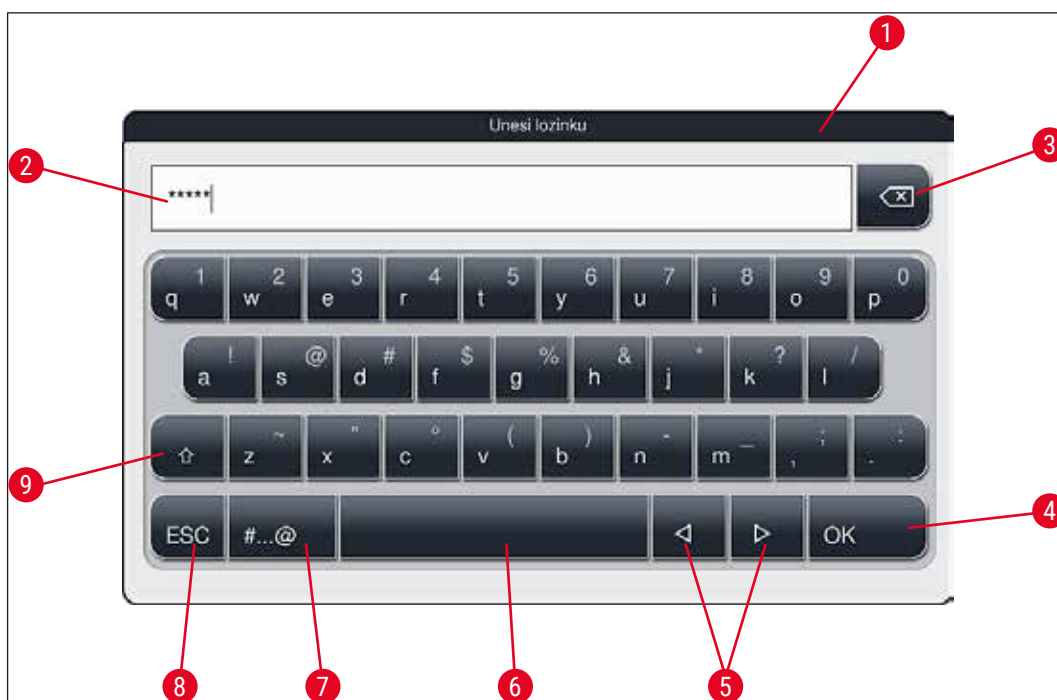 1
Unesi lozinku
2
*****
3
1 2 3 4 5 6 7 8 9 0
q w e r t y u i o p
! @ # $ % & * ? /
a s d f g h j k l
~ " ° ( ) - _ ; :
z x c v b n m , .
9
ESC #...@ OK
4
8 7 6 5